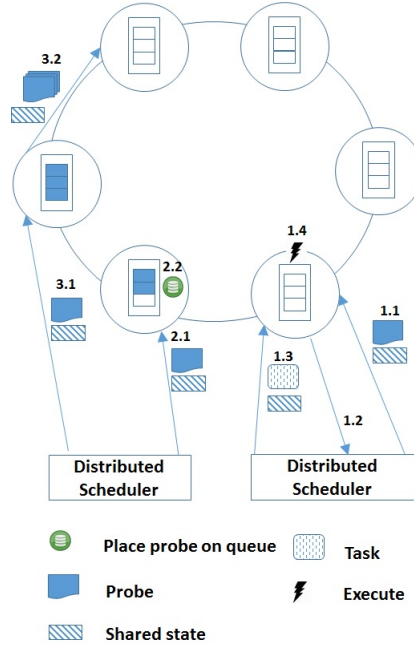 3.2
1.4
2.2
3.1
1.1
2.1
1.3
1.2
Distributed
Scheduler
Distributed
Scheduler
Place probe on queue
Task
Probe
Execute
Shared state